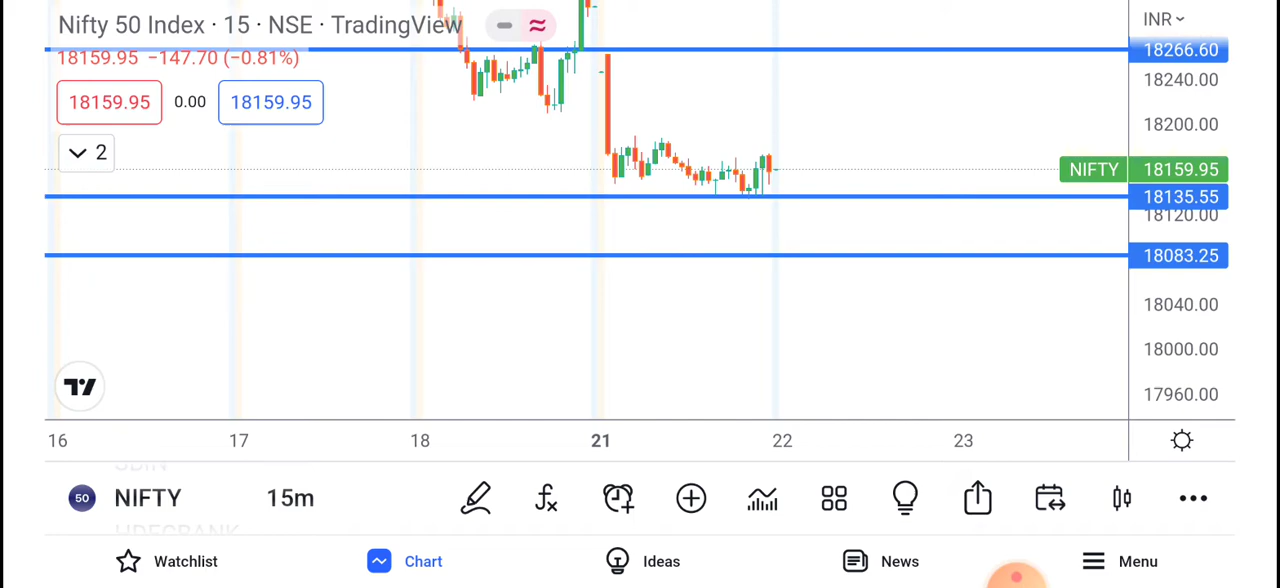 Nifty 50 Index · 15 · NSE · TradingView
INR
18159.95 −147.70 (−0.81%)
18266.60
18159.95 0.00 18159.95
18240.00
18200.00
2
NIFTY 18159.95
18135.55
18120.00
18083.25
18040.00
18000.00
17960.00
16 17 18 21 22 23
50 NIFTY 15m
Watchlist Chart Ideas News Menu